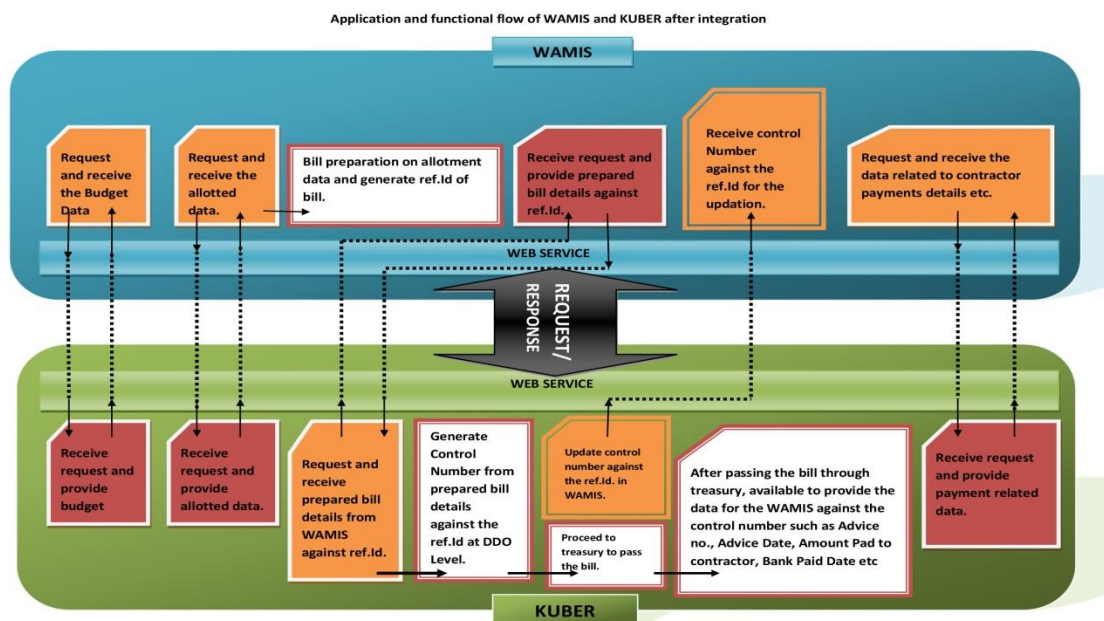 Application and functional flow of WAMIS and KUBER after integration
WAMIS
Request
and receive
the Budget
Data
Request and
receive the
allotted
data.
Bill preparation on allotment
data and generate ref.Id of
bill.
Receive request and
provide prepared
bill details against
ref.Id.
Receive control
Number
against the
ref.Id for the
updation.
Request and receive the
data related to contractor
payments details etc.
WEB SERVICE
REQUEST/
RESPONSE
WEB SERVICE
Receive
request and
provide
budget
Receive
request and
provide
allotted data.
Request and
receive
prepared bill
details from
WAMIS
against ref.Id.
Generate
Control
Number from
prepared bill
details
against the
ref.Id at DDO
Level.
Update control
number against
the ref.Id. in
WAMIS.
Proceed to
treasury to pass
the bill.
After passing the bill through
treasury, available to provide the
data for the WAMIS against the
control number such as Advice
no., Advice Date, Amount Pad to
contractor, Bank Paid Date etc
Receive request
and provide
payment related
data.
KUBER